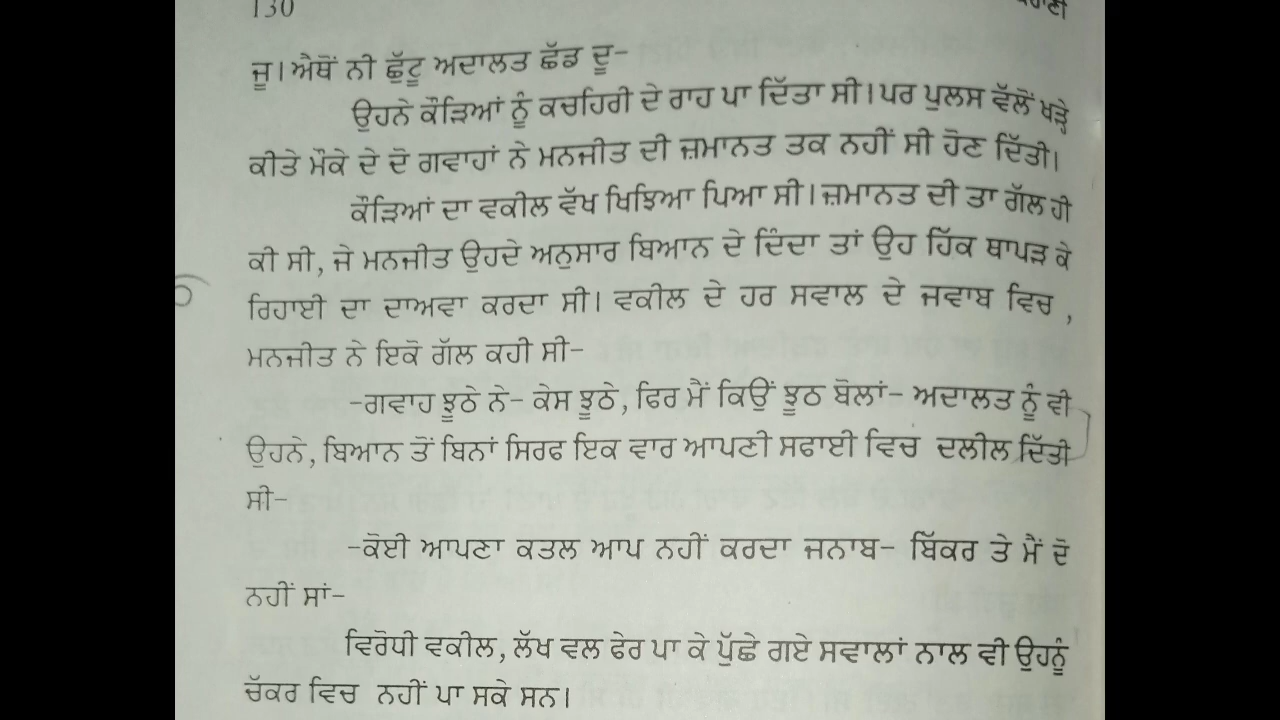 130
ਜੂ। ਐਥੋਂ ਨੀ ਛੁੱਟੂ ਅਦਾਲਤ ਛੱਡ ਦੂ-
ਉਹਨੇ ਕੌੜਿਆਂ ਨੂੰ ਕਚਹਿਰੀ ਦੇ ਰਾਹ ਪਾ ਦਿੱਤਾ ਸੀ। ਪਰ ਪੁਲਸ ਵੱਲੋਂ ਖੜ੍ਹੇ
ਕੀਤੇ ਮੌਕੇ ਦੇ ਦੋ ਗਵਾਹਾਂ ਨੇ ਮਨਜੀਤ ਦੀ ਜ਼ਮਾਨਤ ਤਕ ਨਹੀਂ ਸੀ ਹੋਣ ਦਿੱਤੀ।
ਕੌੜਿਆਂ ਦਾ ਵਕੀਲ ਵੱਖ ਖਿਝਿਆ ਪਿਆ ਸੀ। ਜ਼ਮਾਨਤ ਦੀ ਤਾ ਗੱਲ ਹੀ
ਕੀ ਸੀ, ਜੇ ਮਨਜੀਤ ਉਹਦੇ ਅਨੁਸਾਰ ਬਿਆਨ ਦੇ ਦਿੰਦਾ ਤਾਂ ਉਹ ਹਿੱਕ ਥਾਪੜ ਕੇ
ਰਿਹਾਈ ਦਾ ਦਾਅਵਾ ਕਰਦਾ ਸੀ। ਵਕੀਲ ਦੇ ਹਰ ਸਵਾਲ ਦੇ ਜਵਾਬ ਵਿਚ ,
ਮਨਜੀਤ ਨੇ ਇਕੋ ਗੱਲ ਕਹੀ ਸੀ-
-ਗਵਾਹ ਝੂਠੇ ਨੇ- ਕੇਸ ਝੂਠੇ, ਫਿਰ ਮੈਂ ਕਿਉਂ ਝੂਠ ਬੋਲਾਂ- ਅਦਾਲਤ ਨੂੰ ਵੀ
ਉਹਨੇ, ਬਿਆਨ ਤੋਂ ਬਿਨਾਂ ਸਿਰਫ ਇਕ ਵਾਰ ਆਪਣੀ ਸਫਾਈ ਵਿਚ ਦਲੀਲ ਦਿੱਤੀ
ਸੀ-
-ਕੋਈ ਆਪਣਾ ਕਤਲ ਆਪ ਨਹੀਂ ਕਰਦਾ ਜਨਾਬ- ਬਿੱਕਰ ਤੇ ਮੈਂ ਦੋ
ਨਹੀਂ ਸਾਂ-
ਵਿਰੋਧੀ ਵਕੀਲ, ਲੱਖ ਵਲ ਫੇਰ ਪਾ ਕੇ ਪੁੱਛੇ ਗਏ ਸਵਾਲਾਂ ਨਾਲ ਵੀ ਉਹਨੂੰ
ਚੱਕਰ ਵਿਚ ਨਹੀਂ ਪਾ ਸਕੇ ਸਨ।